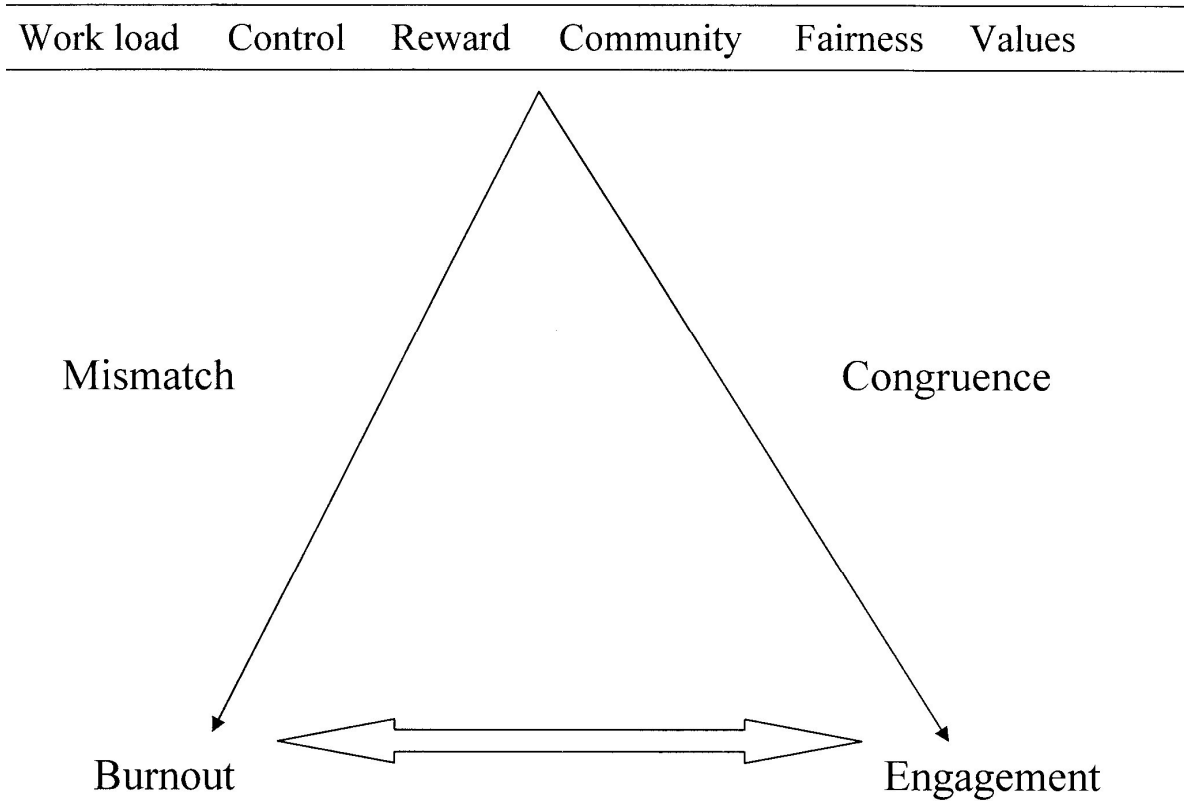 Work load Control Reward Community Fairness Values
Mismatch Congruence
Burnout Engagement